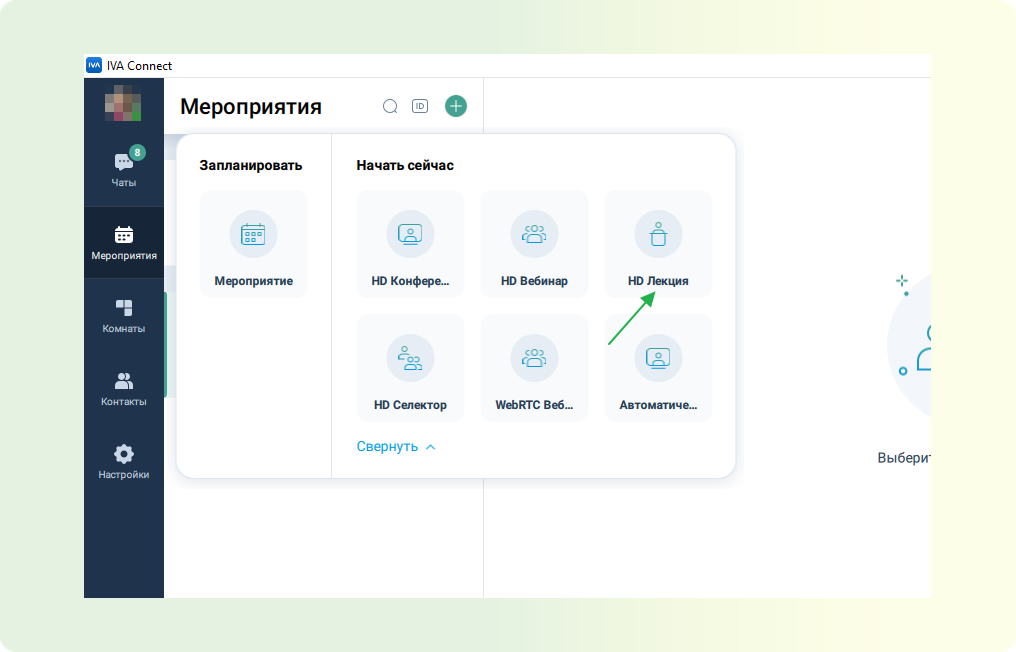 IVA IVA Connect
Мероприятия
ID
8
Чаты
Мероприятия
Комнаты
Контакты
Настройки
Запланировать
Мероприятие
Начать сейчас
HD Конфере...
HD Вебинар
HD Лекция
HD Селектор
WebRTC Веб...
Автоматиче...
Свернуть
Выберит